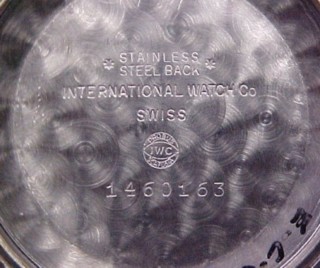 STAINLESS
STEEL BACK
INTERNATIONAL WATCH Co
SWISS
IWC
1460163